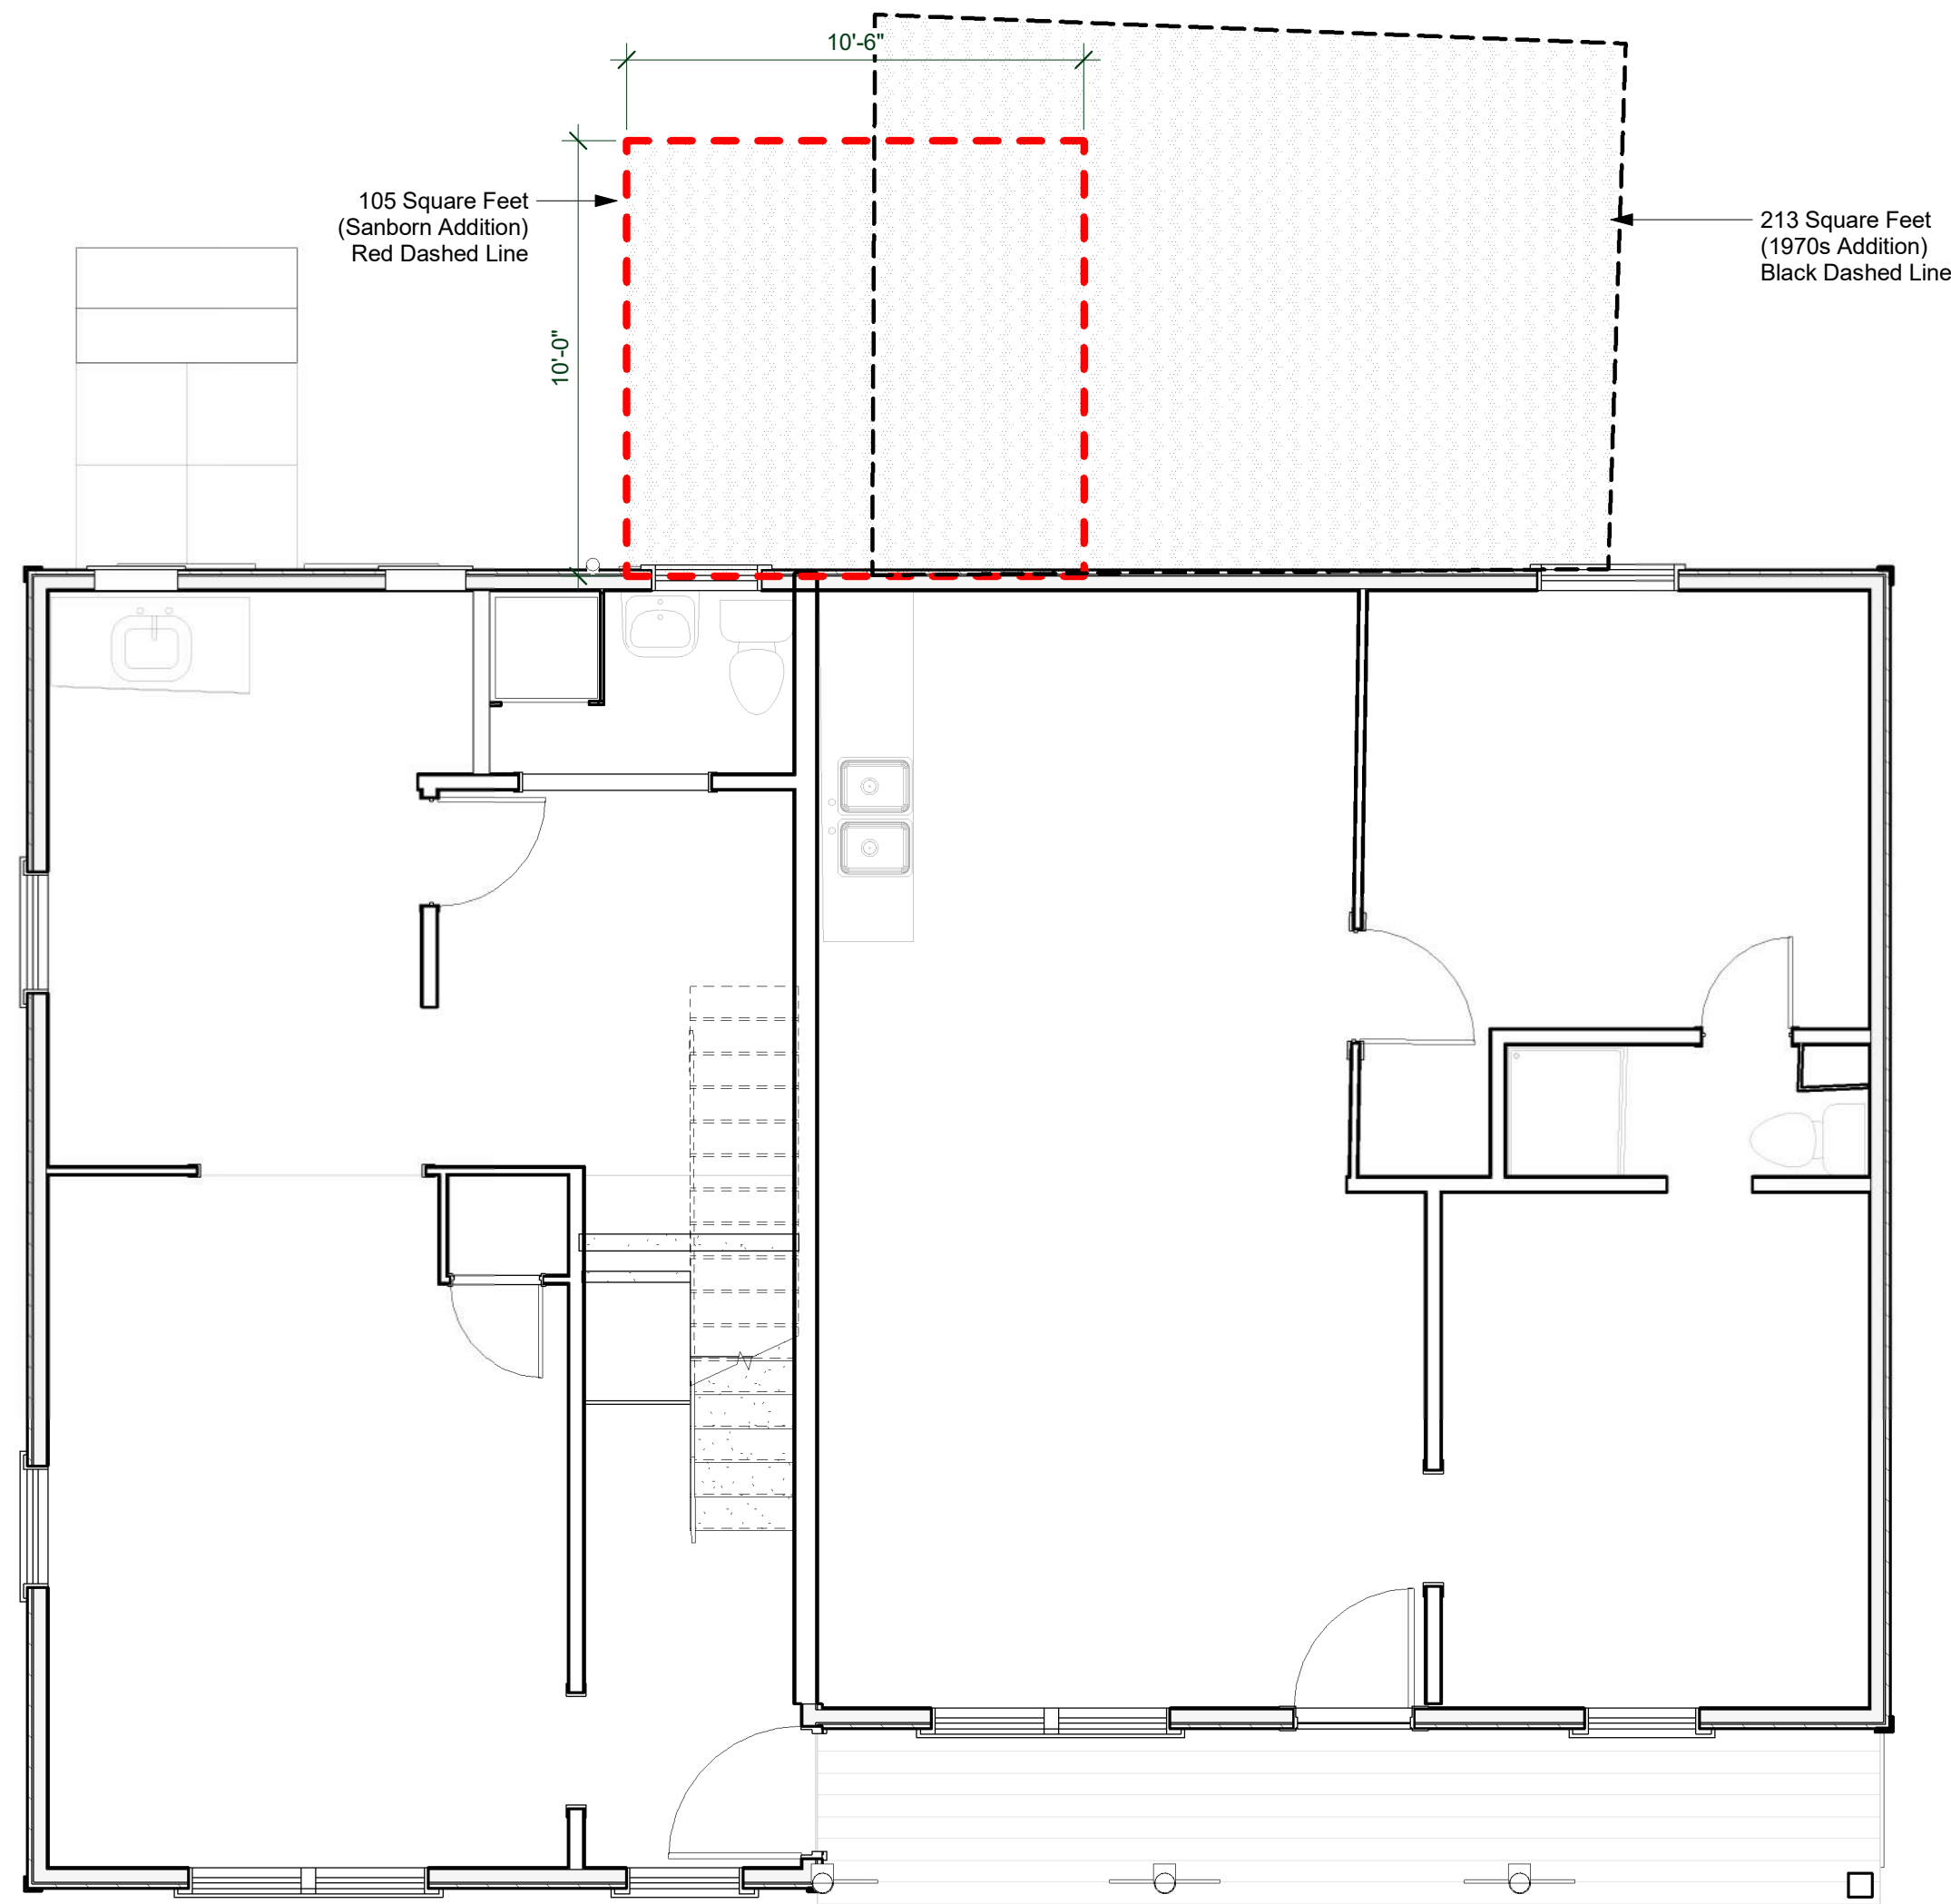 10'-6"
105 Square Feet
(Sanborn Addition)
Red Dashed Line
213 Square Feet
(1970s Addition)
Black Dashed Line
10'-0"